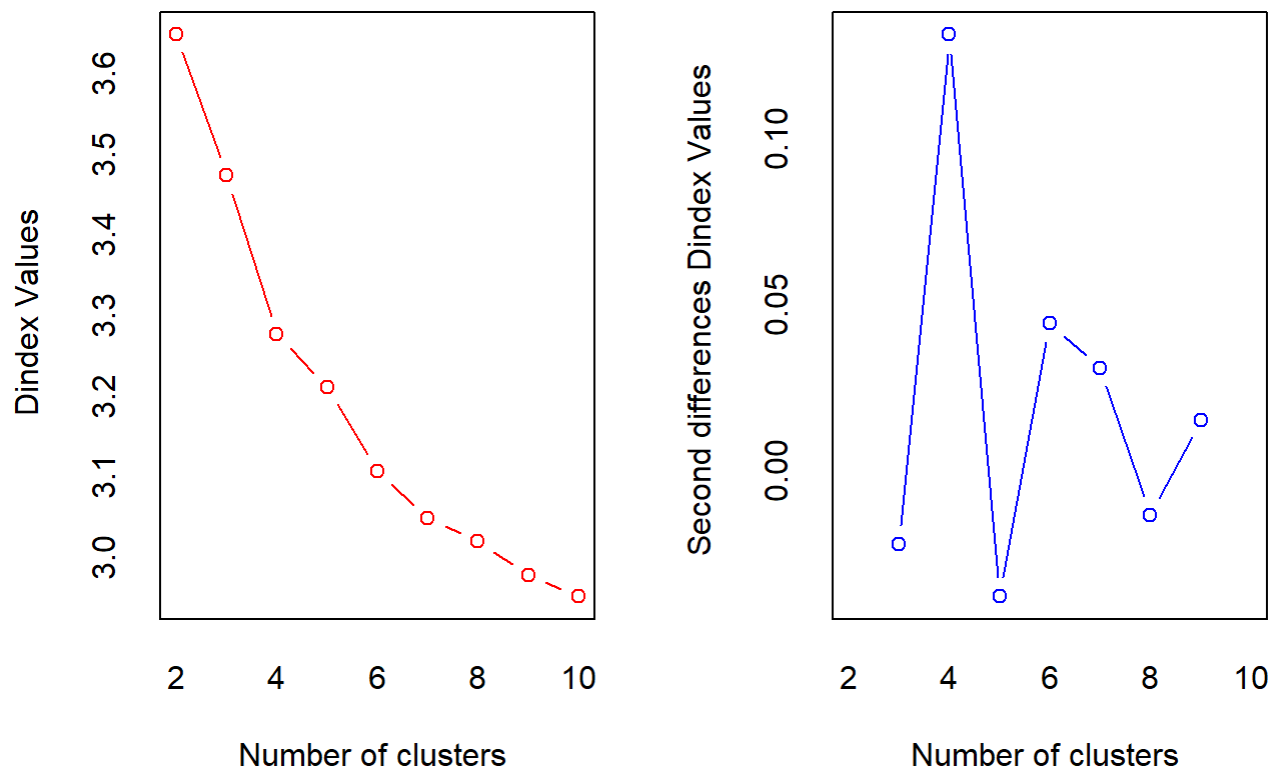 Dindex Values
3.6
3.5
3.4
3.3
3.2
3.1
3.0
2 4 6 8 10
Number of clusters
Second differences Dindex Values
0.10
0.05
0.00
2 4 6 8 10
Number of clusters